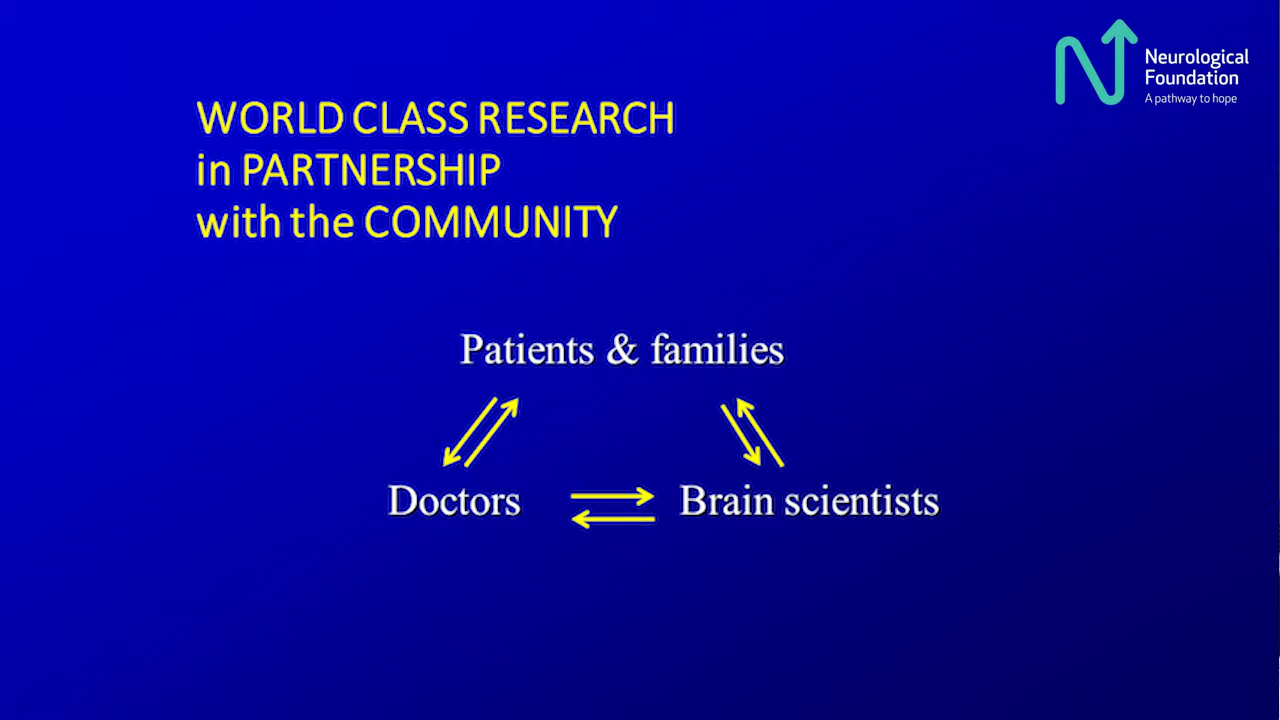 Neurological
Foundation
A pathway to hope
WORLD CLASS RESEARCH
in PARTNERSHIP
with the COMMUNITY
Patients & families
Doctors
Brain scientists